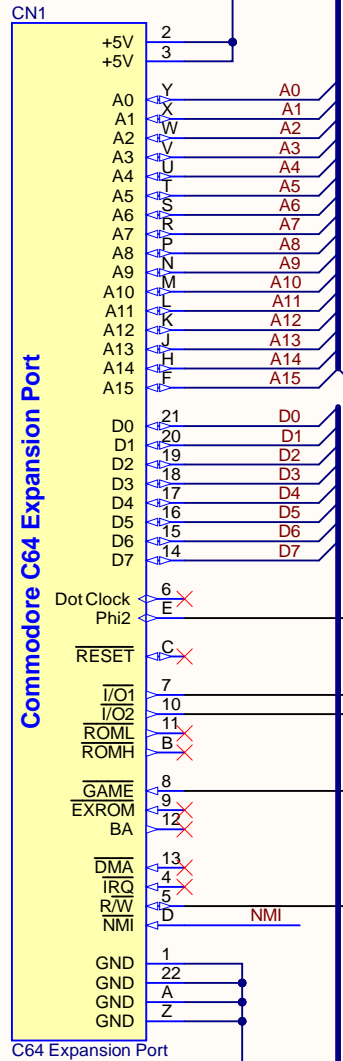 CN1
+5V 2
+5V 3
A0 Y A0
A1 X A1
A2 W A2
A3 V A3
A4 U A4
A5 T A5
A6 S A6
A7 R A7
A8 P A8
A9 N A9
A10 M A10
A11 L A11
A12 K A12
A13 J A13
A14 H A14
A15 F A15
Commodore C64 Expansion Port
D0 21 D0
D1 20 D1
D2 19 D2
D3 18 D3
D4 17 D4
D5 16 D5
D6 15 D6
D7 14 D7
Dot Clock 6
Phi2 E
RESET C
I/O1 7
I/O2 10
ROML 11
ROMH B
GAME 8
EXROM 9
BA 12
DMA 13
IRQ 4
R/W 5
NMI D NMI
GND 1
GND 22
GND A
GND Z
C64 Expansion Port